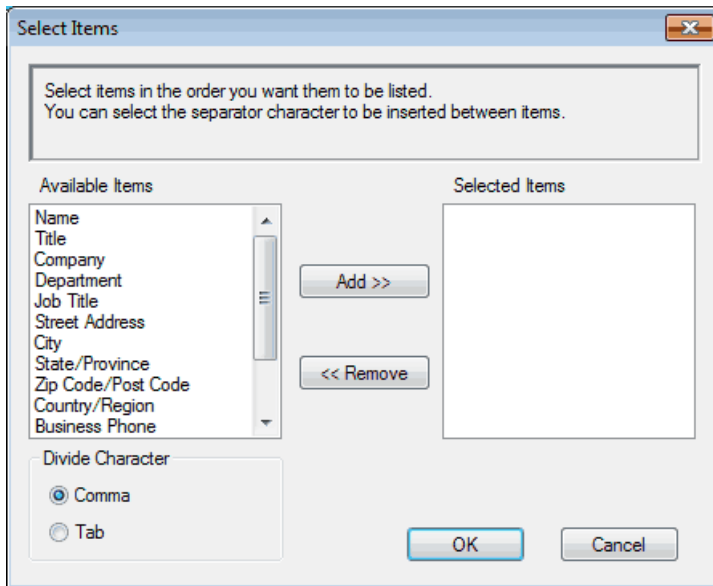 Select Items
Select items in the order you want them to be listed.
You can select the separator character to be inserted between items.
Available Items
Name
Title
Company
Department
Job Title
Street Address
City
State/Province
Zip Code/Post Code
Country/Region
Business Phone
Add >>
<< Remove
Selected Items
Divide Character
Comma
Tab
OK
Cancel